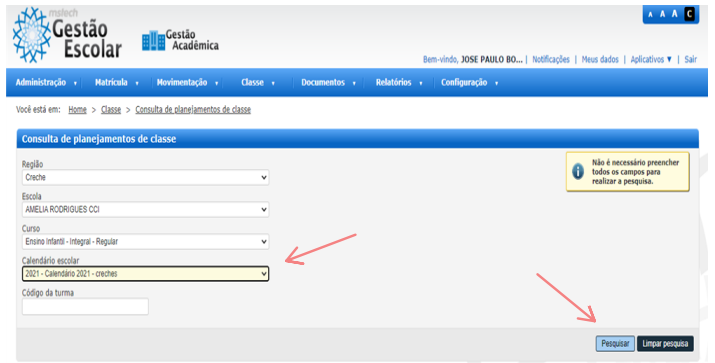 mstech
Gestão
Escolar
Gestão
Acadêmica
A A A C
Bem-vindo, JOSE PAULO BO... | Notificações | Meus dados | Aplicativos ▼ | Sair
Administração Matrícula Movimentação Classe Documentos Relatórios Configuração
Você está em: Home > Classe > Consulta de planejamentos de classe
Consulta de planejamentos de classe
Região
Creche
Não é necessário preencher
todos os campos para
realizar a pesquisa.
Escola
AMELIA RODRIGUES CCI
Curso
Ensino Infantil - Integral - Regular
Calendário escolar
2021 - Calendário 2021 - creches
Código da turma
Pesquisar Limpar pesquisa